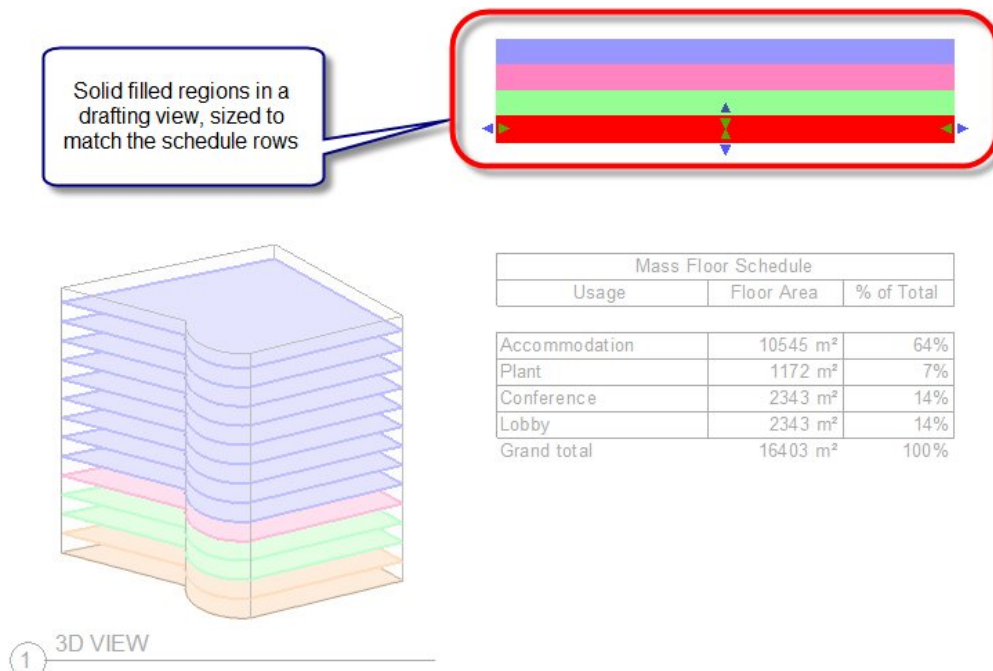 Solid filled regions in a
drafting view, sized to
match the schedule rows
Mass Floor Schedule
Usage Floor Area % of Total
Accommodation 10545 m² 64%
Plant 1172 m² 7%
Conference 2343 m² 14%
Lobby 2343 m² 14%
Grand total 16403 m² 100%
3D VIEW
1